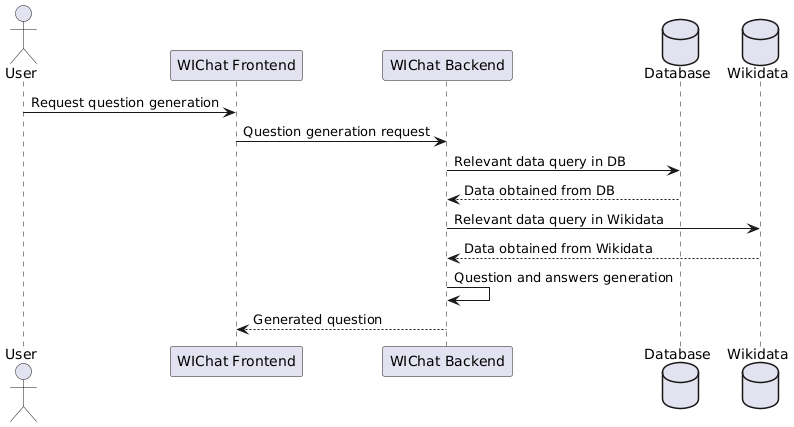 User
WIChat Frontend
WIChat Backend
Database
Wikidata
Request question generation
Question generation request
Relevant data query in DB
Data obtained from DB
Relevant data query in Wikidata
Data obtained from Wikidata
Question and answers generation
Generated question
User
WIChat Frontend
WIChat Backend
Database
Wikidata